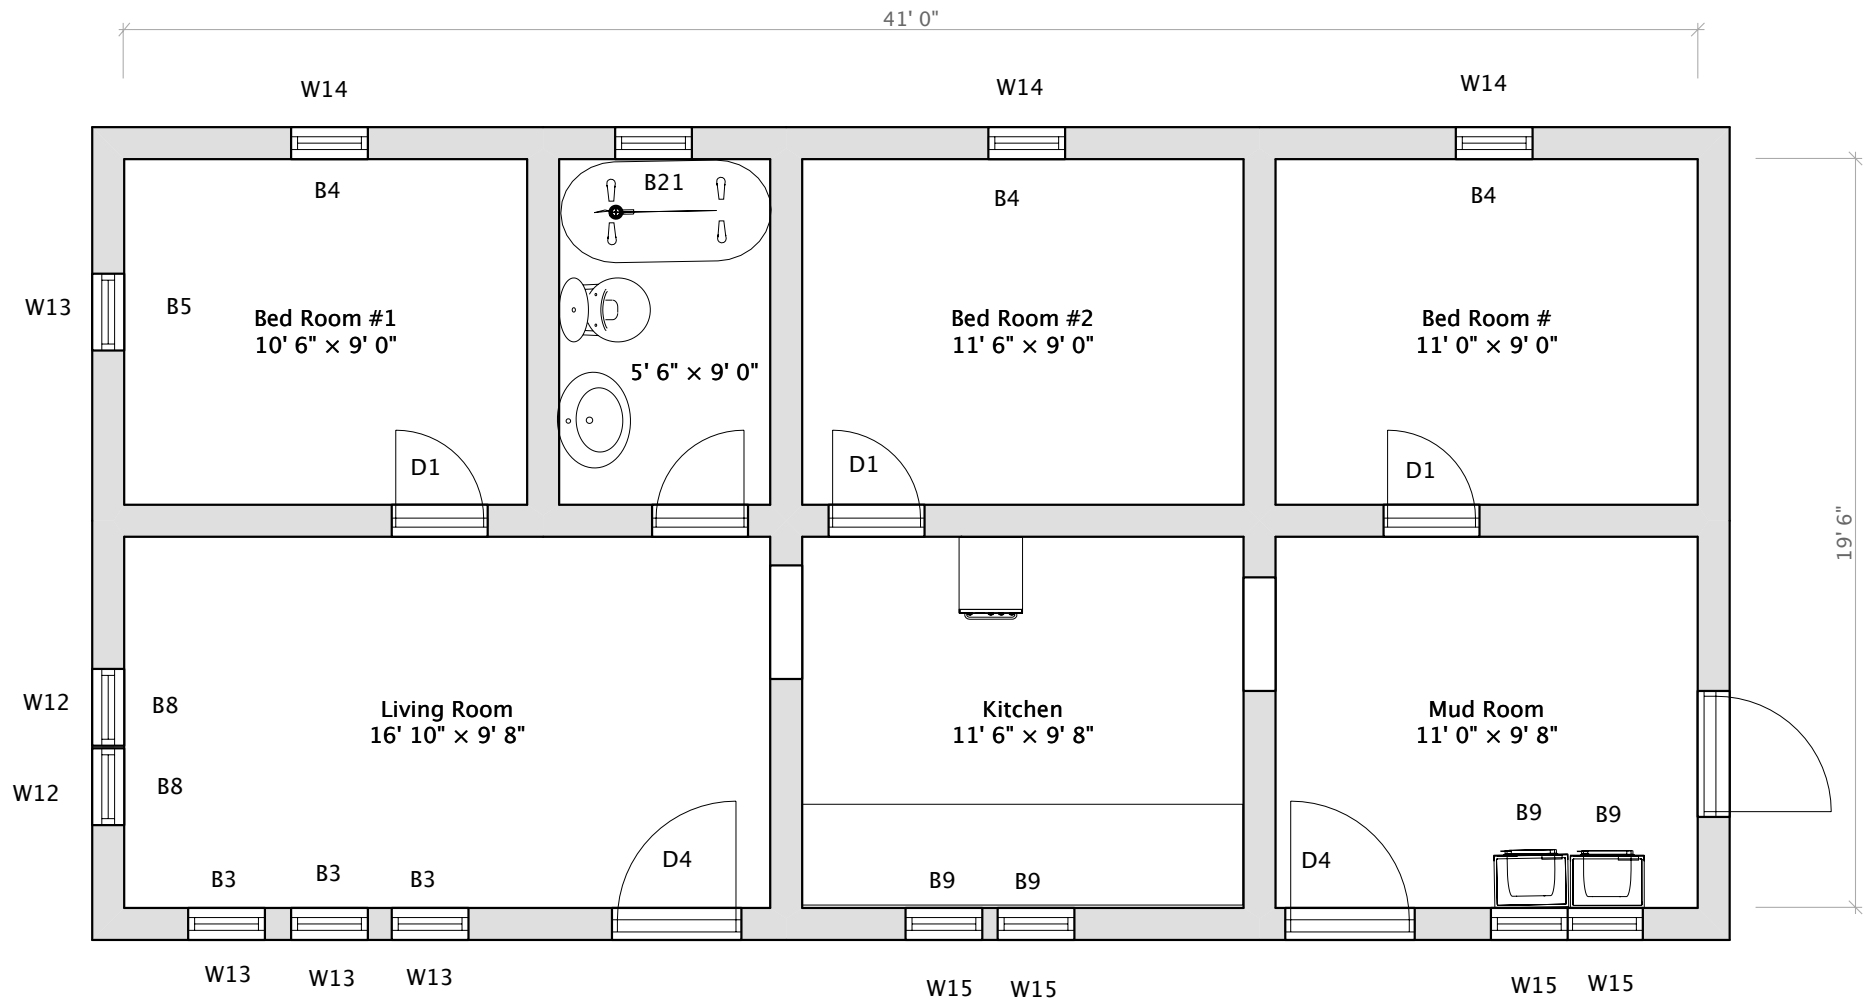 41' 0"
W14
W14
W14
B4
B21
B4
B4
W13
B5
Bed Room #1
10' 6" × 9' 0"
5' 6" × 9' 0"
Bed Room #2
11' 6" × 9' 0"
Bed Room #
11' 0" × 9' 0"
D1
D1
D1
19' 6"
W12
B8
W12
B8
Living Room
16' 10" × 9' 8"
Kitchen
11' 6" × 9' 8"
Mud Room
11' 0" × 9' 8"
B9
B9
D4
D4
B3
B3
B3
B9
B9
W13
W13
W13
W15
W15
W15
W15